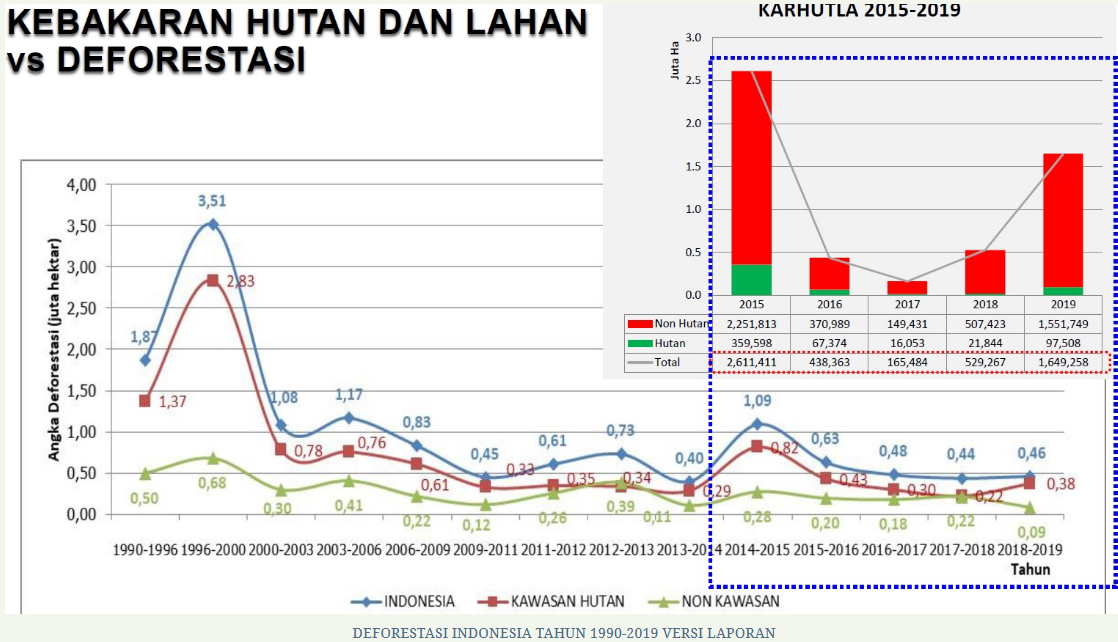 KEBAKARAN HUTAN DAN LAHAN
vs DEFORESTASI
KARHUTLA 2015-2019
Juta Ha
3.0
2.5
2.0
1.5
1.0
0.5
0.0
2015 2016 2017 2018 2019
Non Hutan 2,251,813 370,989 149,431 507,423 1,551,749
Hutan 359,598 67,374 16,053 21,844 97,508
Total 2,611,411 438,363 165,484 529,267 1,649,258
Angka Deforestasi (juta hektar)
4,00
3,50
3,00
2,50
2,00
1,50
1,00
0,50
0,00
1,87 3,51 1,08 1,17 0,83 0,45 0,61 0,73 0,40 1,09 0,63 0,48 0,44 0,46
1,37 2,83 0,78 0,76 0,61 0,33 0,35 0,34 0,29 0,82 0,43 0,30 0,22 0,38
0,50 0,68 0,30 0,41 0,22 0,12 0,26 0,39 0,11 0,28 0,20 0,18 0,22 0,09
1990-1996 1996-2000 2000-2003 2003-2006 2006-2009 2009-2011 2011-2012 2012-2013 2013-2014 2014-2015 2015-2016 2016-2017 2017-2018 2018-2019
Tahun
INDONESIA KAWASAN HUTAN NON KAWASAN
DEFORESTASI INDONESIA TAHUN 1990-2019 VERSI LAPORAN